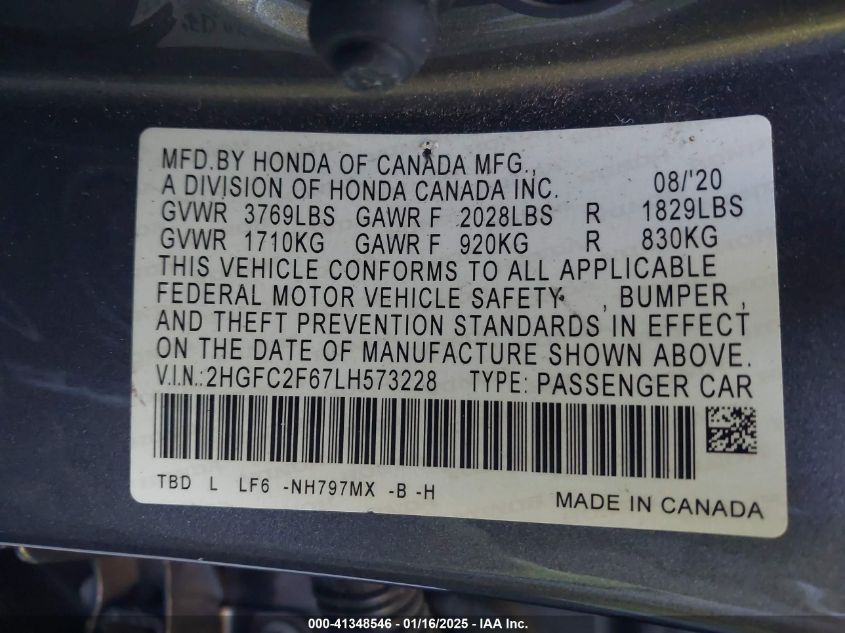 MFD.BY HONDA OF CANADA MFG.,
A DIVISION OF HONDA CANADA INC. 08/'20
GVWR 3769LBS GAWR F 2028LBS R 1829LBS
GVWR 1710KG GAWR F 920KG R 830KG
THIS VEHICLE CONFORMS TO ALL APPLICABLE
FEDERAL MOTOR VEHICLE SAFETY , BUMPER ,
AND THEFT PREVENTION STANDARDS IN EFFECT
ON THE DATE OF MANUFACTURE SHOWN ABOVE.
V.I.N.:2HGFC2F67LH573228 TYPE: PASSENGER CAR
TBD L LF6 -NH797MX -B -H
MADE IN CANADA
000-41348546 - 01/16/2025 - IAA Inc.